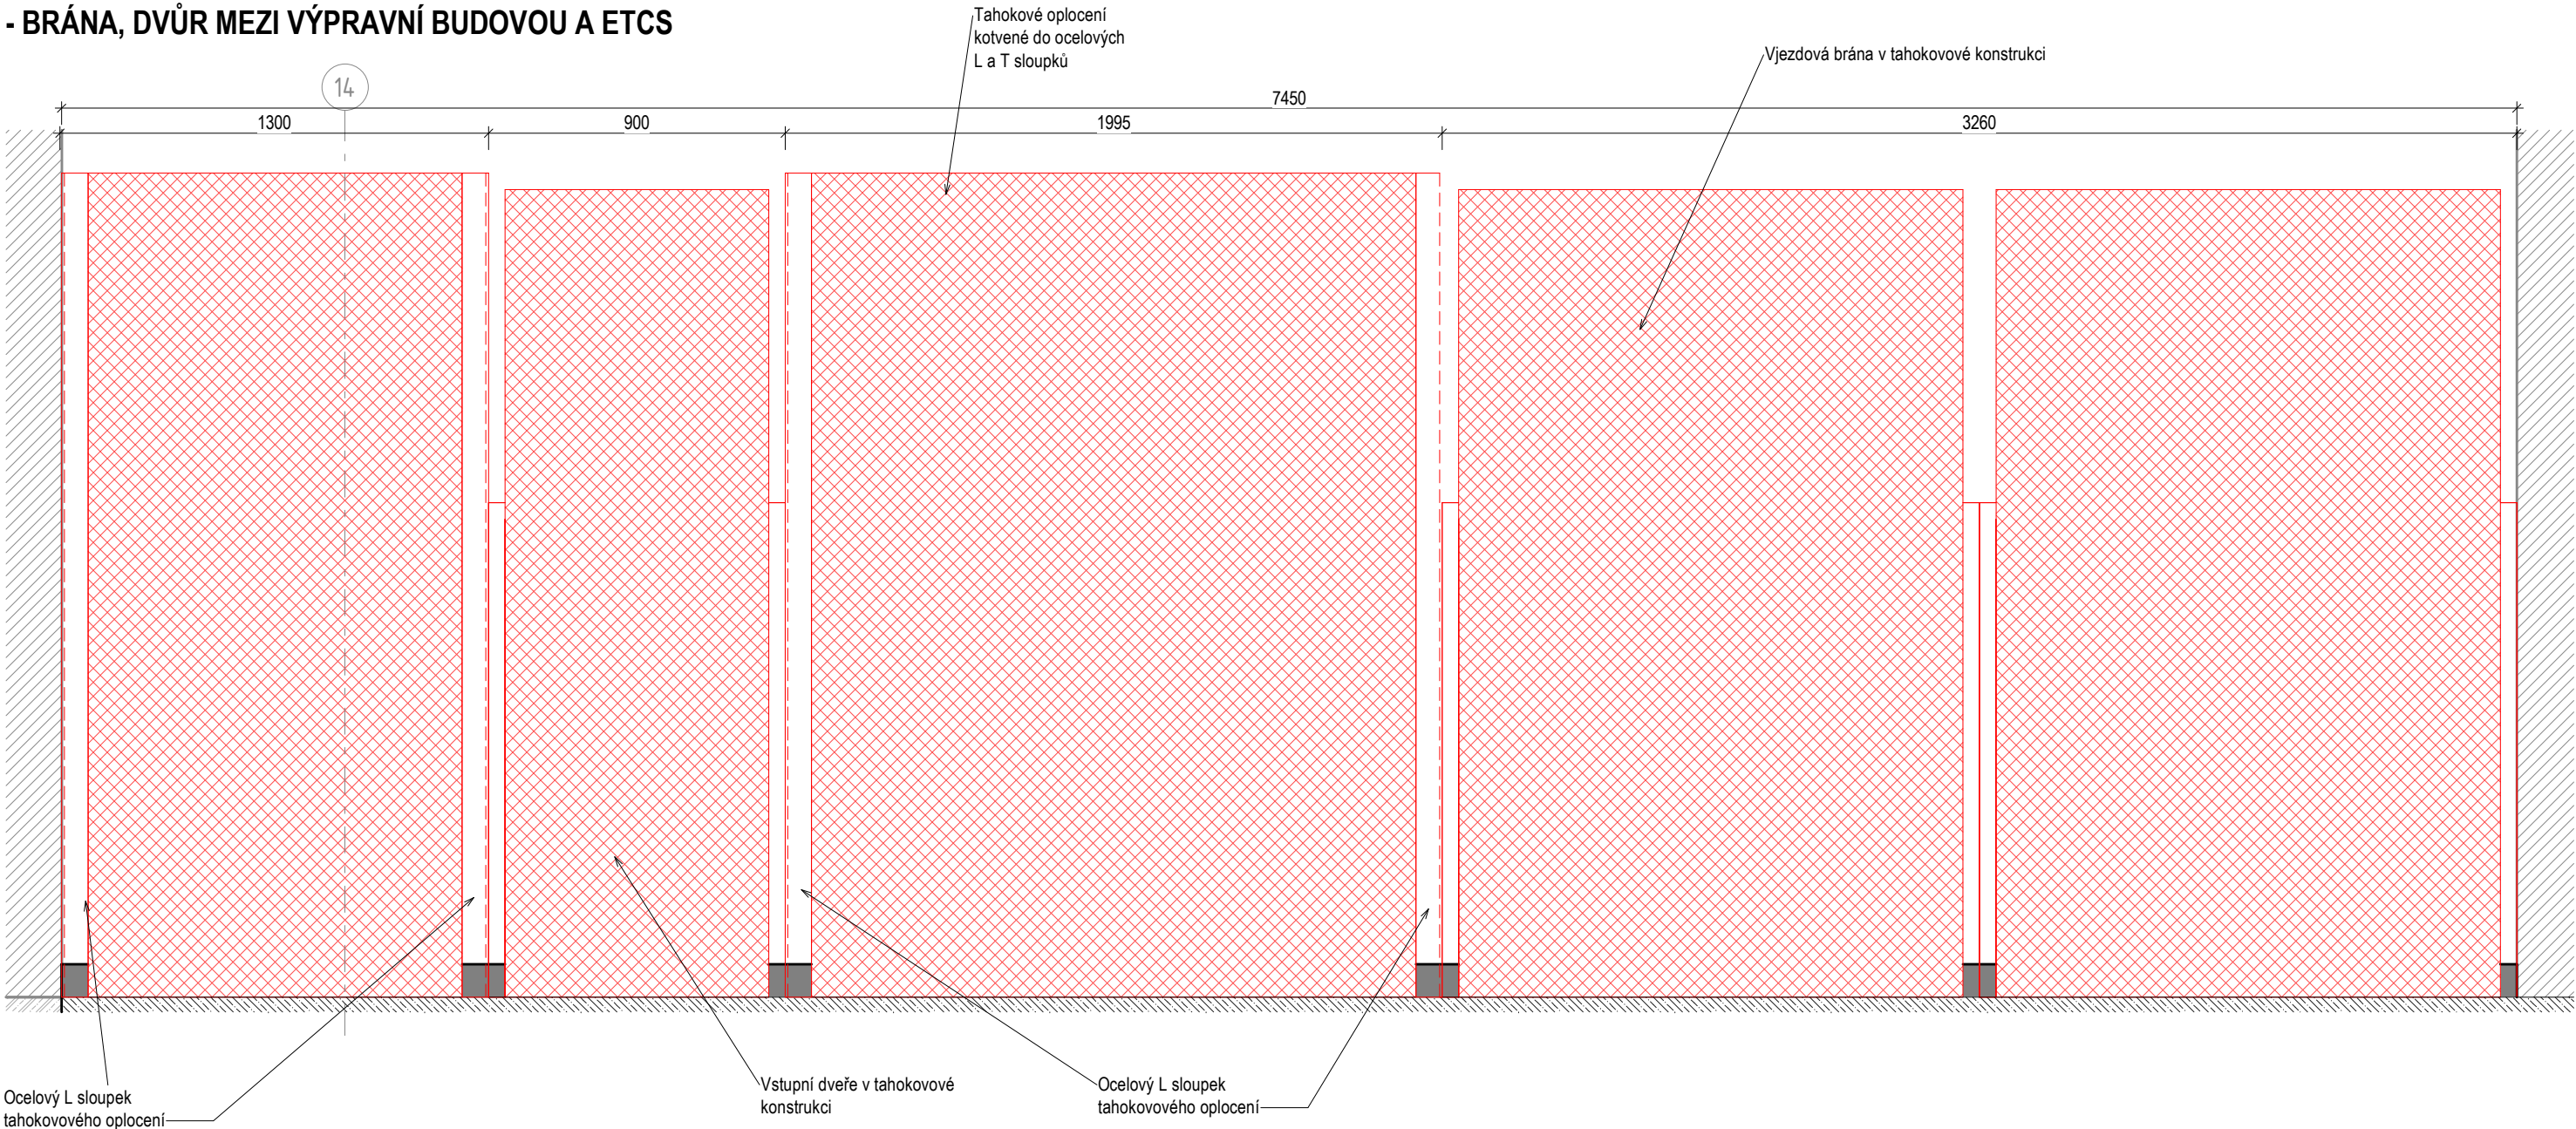 - BRÁNA, DVŮR MEZI VÝPRAVNÍ BUDOVOU A ETCS
Tahokové oplocení
kotvené do ocelových
L a T sloupků
Vjezdová brána v tahokovové konstrukci
14
7450
1300
900
1995
3260
Ocelový L sloupek
tahokovového oplocení
Vstupní dveře v tahokovové
konstrukci
Ocelový L sloupek
tahokovového oplocení